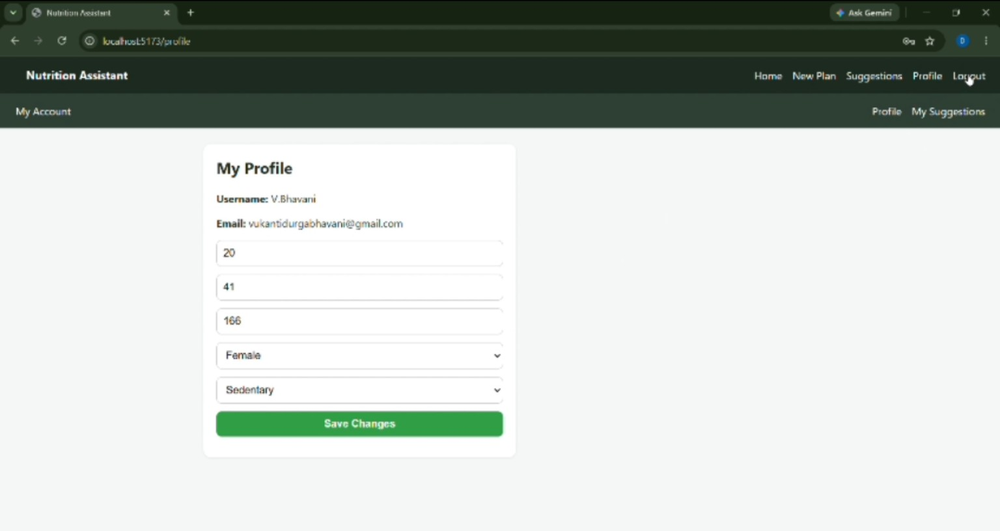 Nutrition Assistant
Ask Gemini
localhost:5173/profile
D
Nutrition Assistant
Home New Plan Suggestions Profile Logout
My Account
Profile My Suggestions
My Profile
Username: V.Bhavani
Email: vukantidurgabhavani@gmail.com
20
41
166
Female
Sedentary
Save Changes